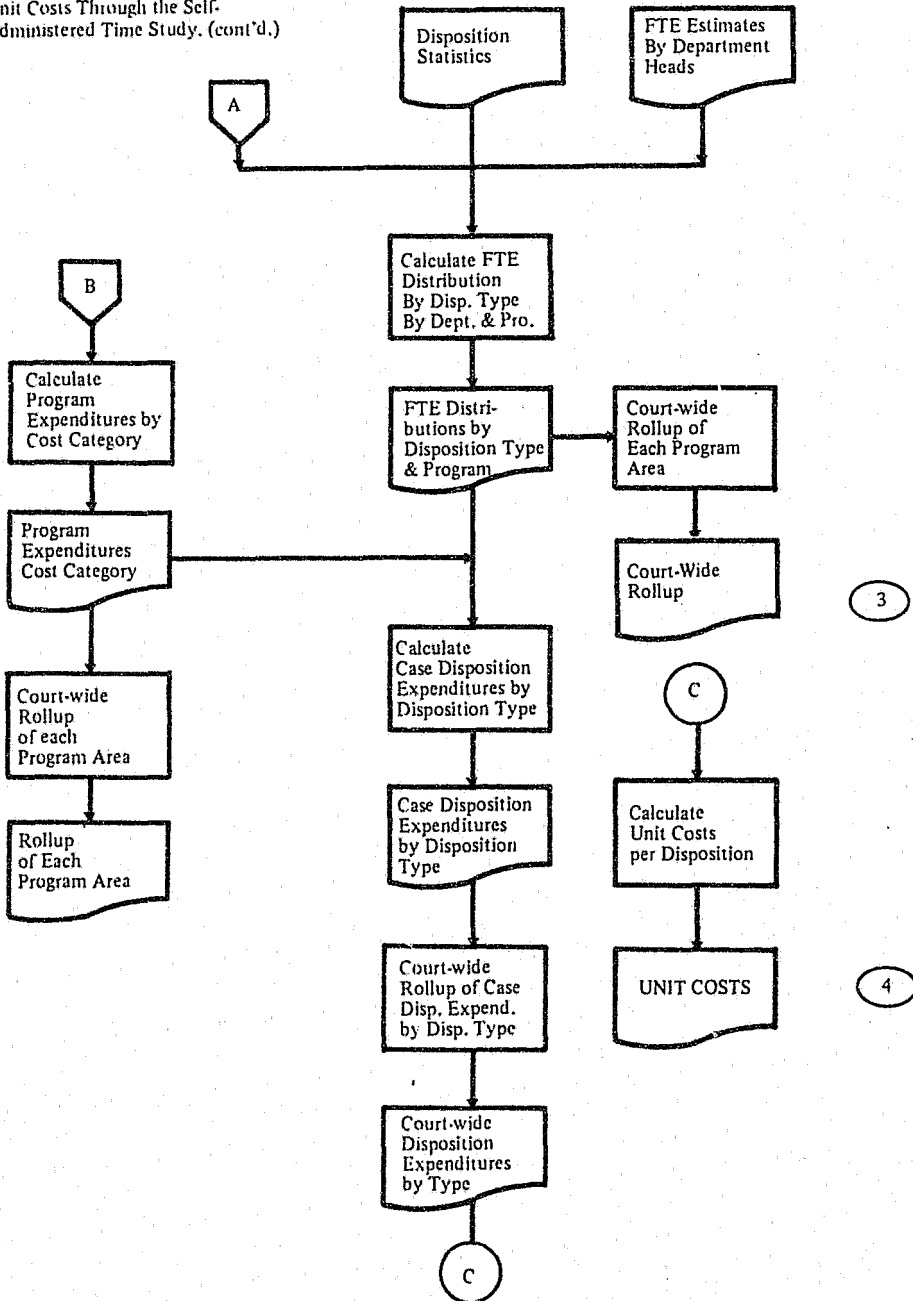 nit Costs Through the Self-
dministered Time Study. (cont'd.)
Disposition
Statistics
FTE Estimates
By Department
Heads
A
Calculate FTE
Distribution
By Disp. Type
By Dept. & Pro.
B
Calculate
Program
Expenditures by
Cost Category
FTE Distri-
butions by
Disposition Type
& Program
Court-wide
Rollup of
Each Program
Area
Program
Expenditures
Cost Category
Court-Wide
Rollup
3
Calculate
Case Disposition
Expenditures by
Disposition Type
C
Court-wide
Rollup
of each
Program Area
Case Disposition
Expenditures
by Disposition
Type
Calculate
Unit Costs
per Disposition
Rollup
of Each
Program Area
Court-wide
Rollup of Case
Disp. Expend.
by Disp. Type
UNIT COSTS
4
Court-wide
Disposition
Expenditures
by Type
C